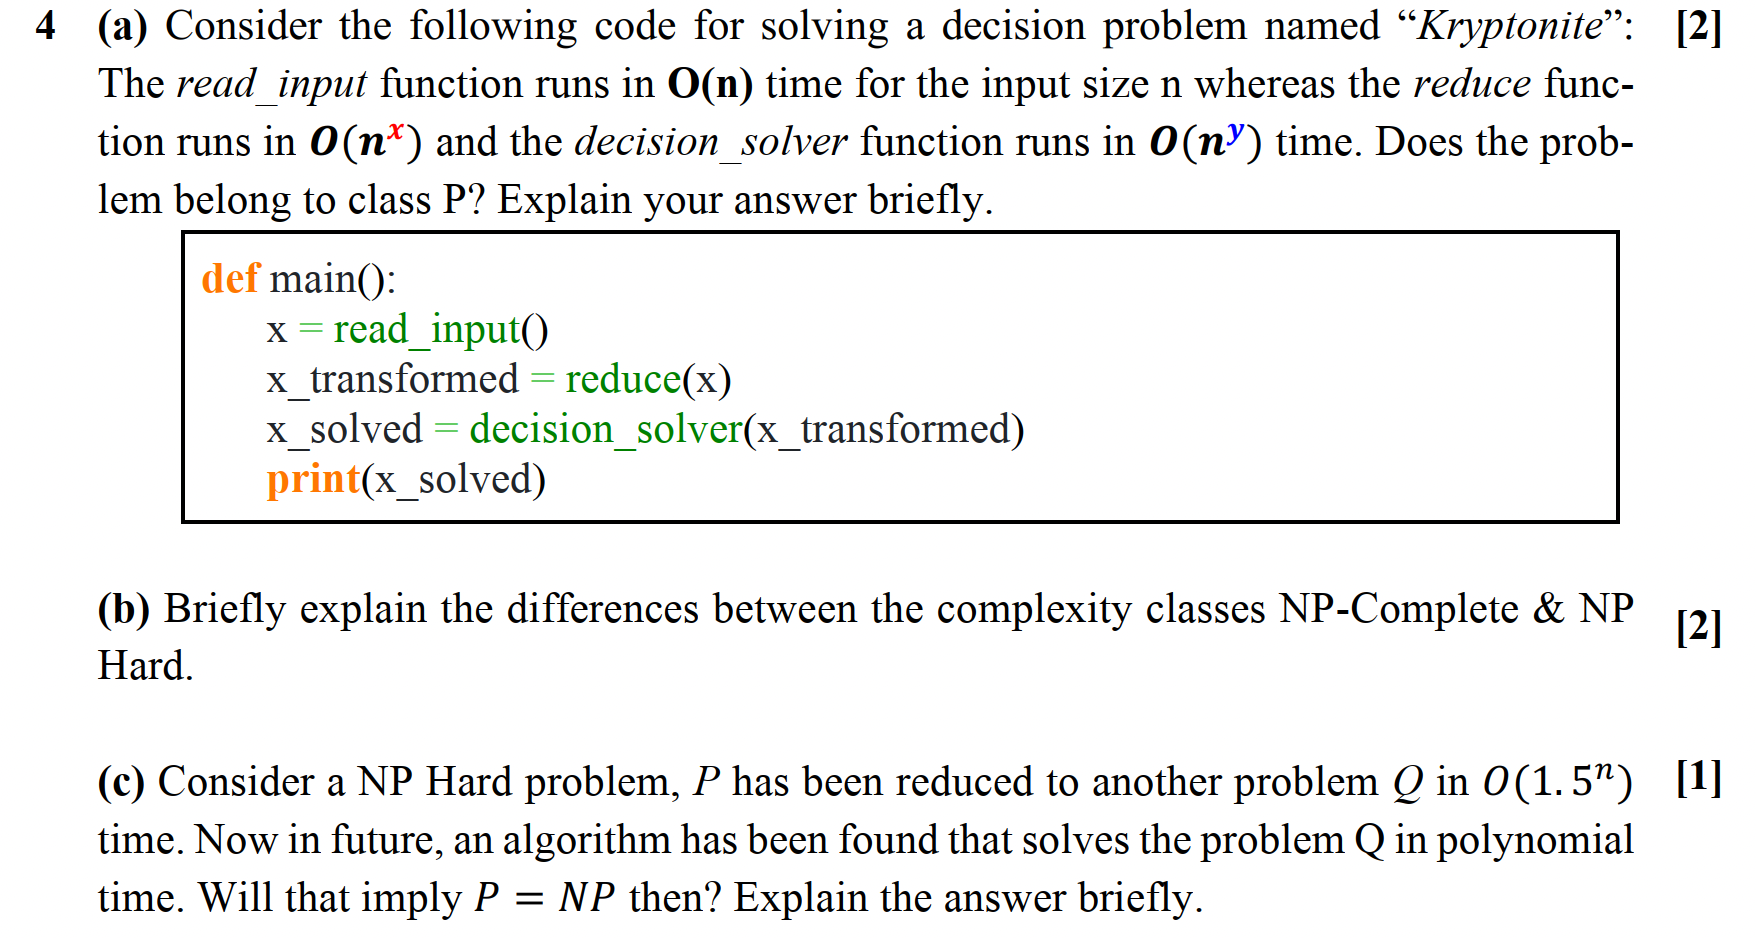 4 (a) Consider the following code for solving a decision problem named “Kryptonite”: [2]
The read_input function runs in O(n) time for the input size n whereas the reduce func-
tion runs in O(nˣ) and the decision_solver function runs in O(nʸ) time. Does the prob-
lem belong to class P? Explain your answer briefly.
def main():
x = read_input()
x_transformed = reduce(x)
x_solved = decision_solver(x_transformed)
print(x_solved)
(b) Briefly explain the differences between the complexity classes NP-Complete & NP [2]
Hard.
(c) Consider a NP Hard problem, P has been reduced to another problem Q in O(1.5ⁿ) [1]
time. Now in future, an algorithm has been found that solves the problem Q in polynomial
time. Will that imply P = NP then? Explain the answer briefly.